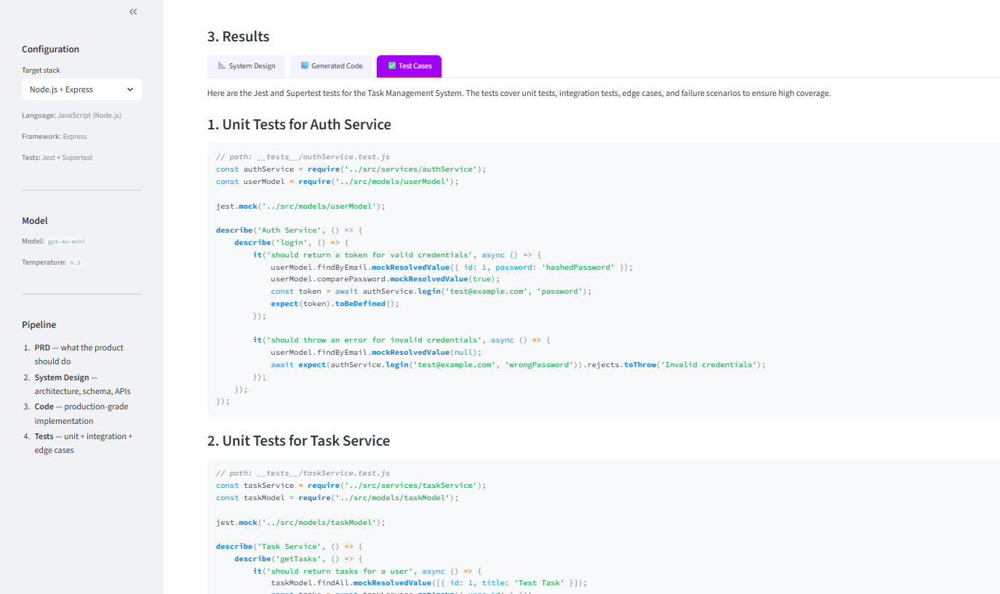 Configuration
Target stack
Node.js + Express
Language: JavaScript (Node.js)
Framework: Express
Tests: Jest + Supertest
Model
Model: gpt-4o-mini
Temperature: 0.3
Pipeline
1. PRD — what the product
should do
2. System Design —
architecture, schema, APIs
3. Code — production-grade
implementation
4. Tests — unit + integration +
edge cases
3. Results
System Design
Generated Code
Test Cases
Here are the Jest and Supertest tests for the Task Management System. The tests cover unit tests, integration tests, edge cases, and failure scenarios to ensure high coverage.
1. Unit Tests for Auth Service
// path: __tests__/authService.test.js
const authService = require('../src/services/authService');
const userModel = require('../src/models/userModel');
jest.mock('../src/models/userModel');
describe('Auth Service', () => {
    describe('login', () => {
        it('should return a token for valid credentials', async () => {
            userModel.findByEmail.mockResolvedValue({ id: 1, password: 'hashedPassword' });
            userModel.comparePassword.mockResolvedValue(true);
            const token = await authService.login('test@example.com', 'password');
            expect(token).toBeDefined();
        });
        it('should throw an error for invalid credentials', async () => {
            userModel.findByEmail.mockResolvedValue(null);
            await expect(authService.login('test@example.com', 'wrongPassword')).rejects.toThrow('Invalid credentials');
        });
    });
});
2. Unit Tests for Task Service
// path: __tests__/taskService.test.js
const taskService = require('../src/services/taskService');
const taskModel = require('../src/models/taskModel');
jest.mock('../src/models/taskModel');
describe('Task Service', () => {
    describe('getTasks', () => {
        it('should return tasks for a user', async () => {
            taskModel.findAll.mockResolvedValue([{ id: 1, title: 'Test Task' }]);